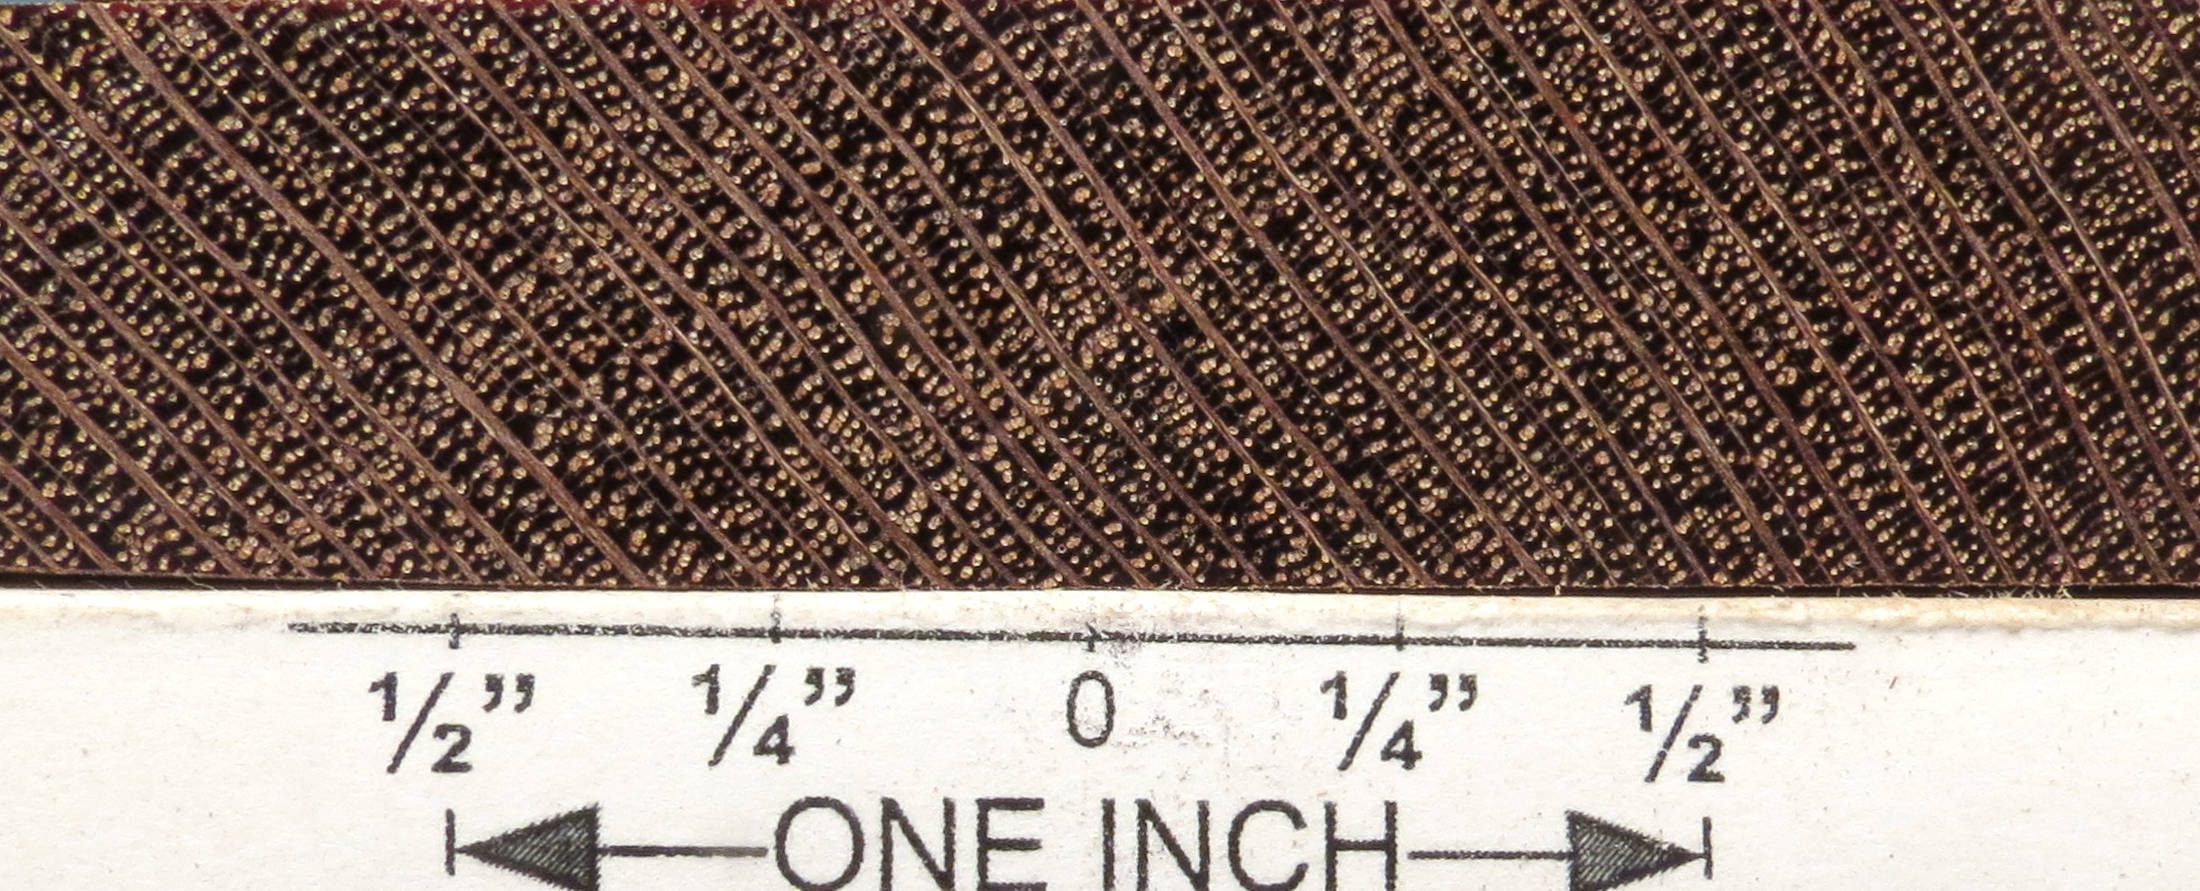 1/2” 1/4” 0 1/4” 1/2”
ONE INCH